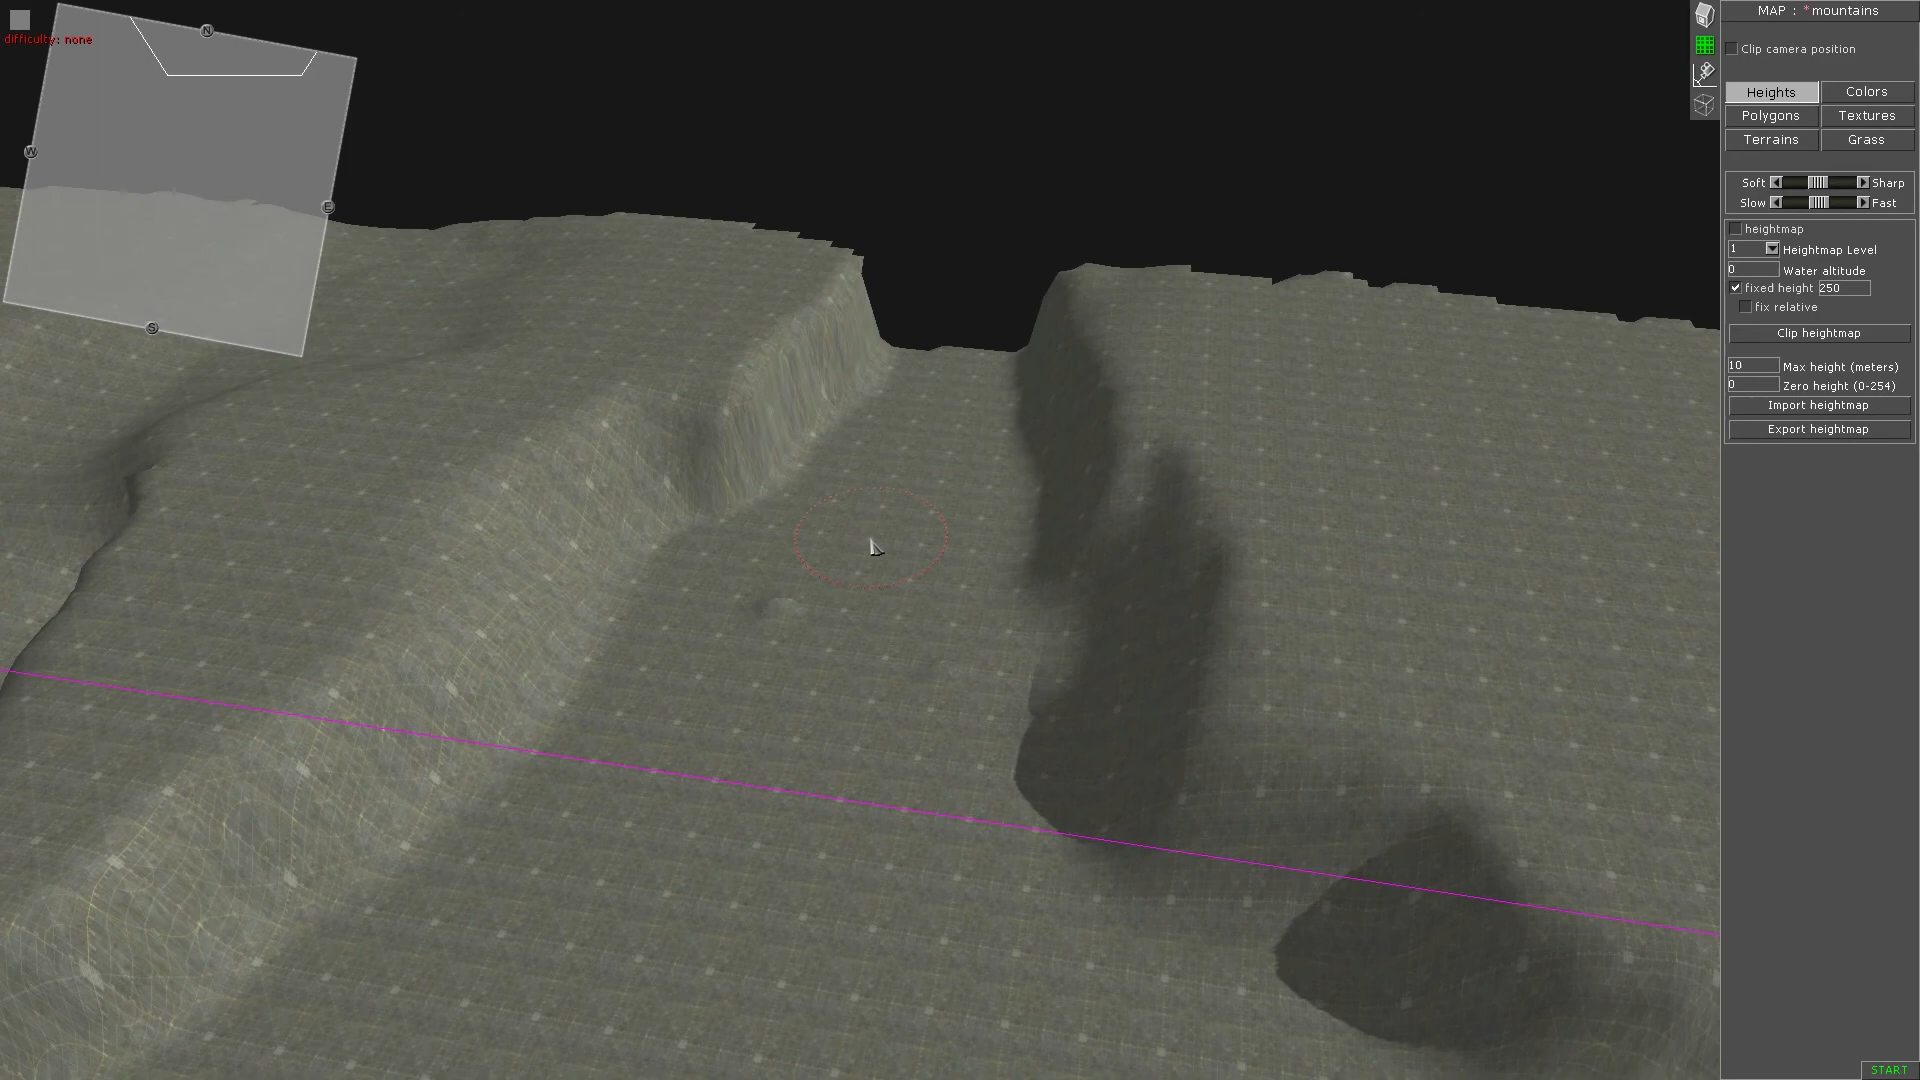 difficulty: none
N
W
E
S
MAP : *mountains
Clip camera position
Heights
Colors
Polygons
Textures
Terrains
Grass
Soft
Sharp
Slow
Fast
heightmap
1 Heightmap Level
0 Water altitude
fixed height 250
fix relative
Clip heightmap
10 Max height (meters)
0 Zero height (0-254)
Import heightmap
Export heightmap
START